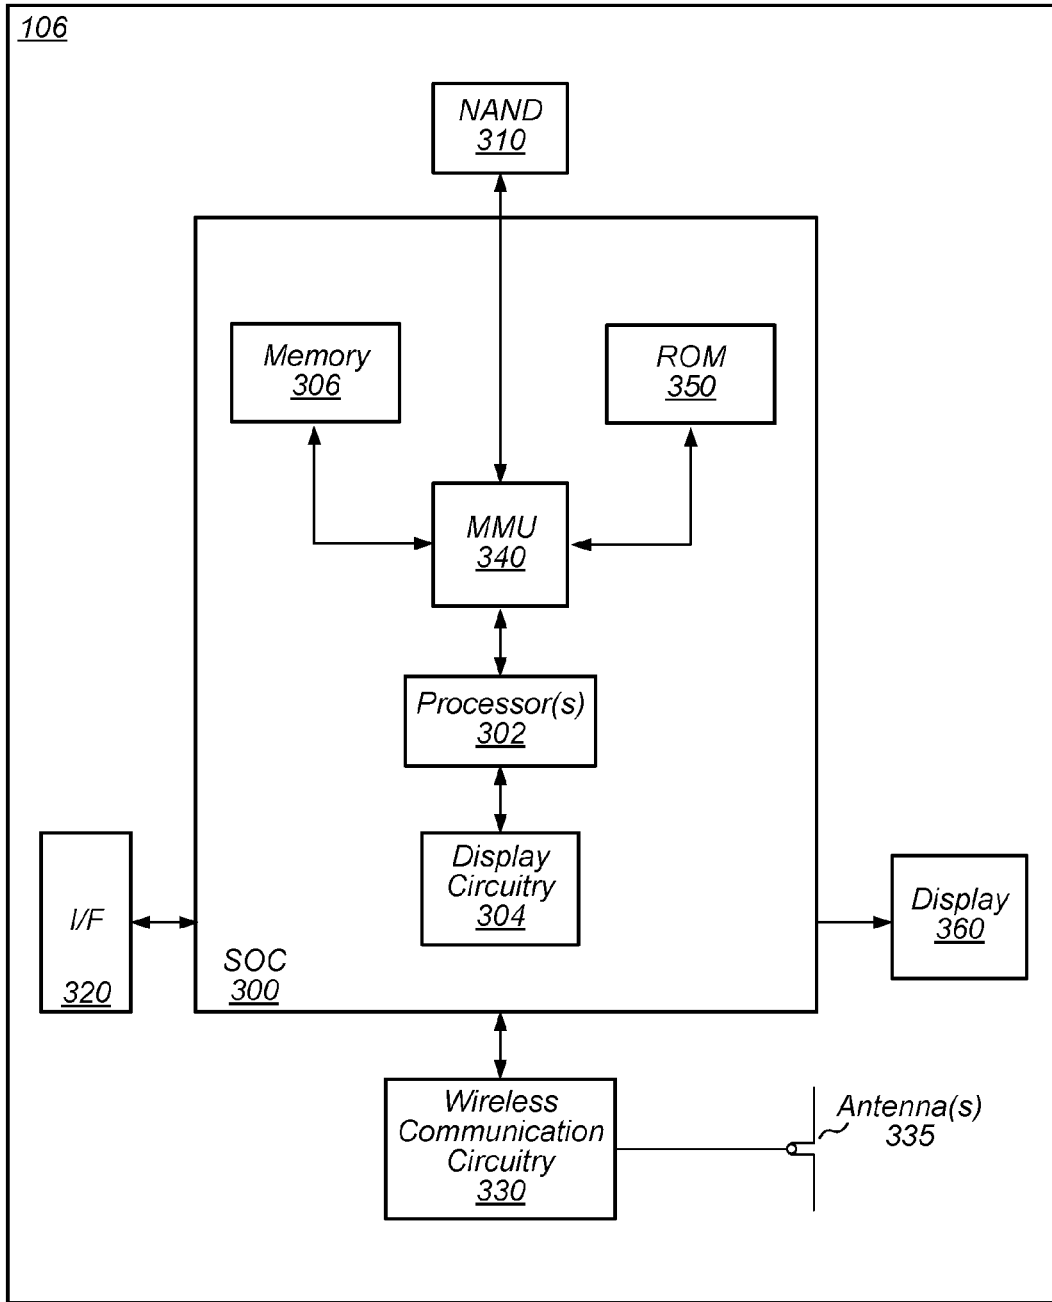 106
NAND
310
Memory
306
ROM
350
MMU
340
Processor(s)
302
Display
Circuitry
304
I/F
320
SOC
300
Display
360
Wireless
Communication
Circuitry
330
Antenna(s)
335